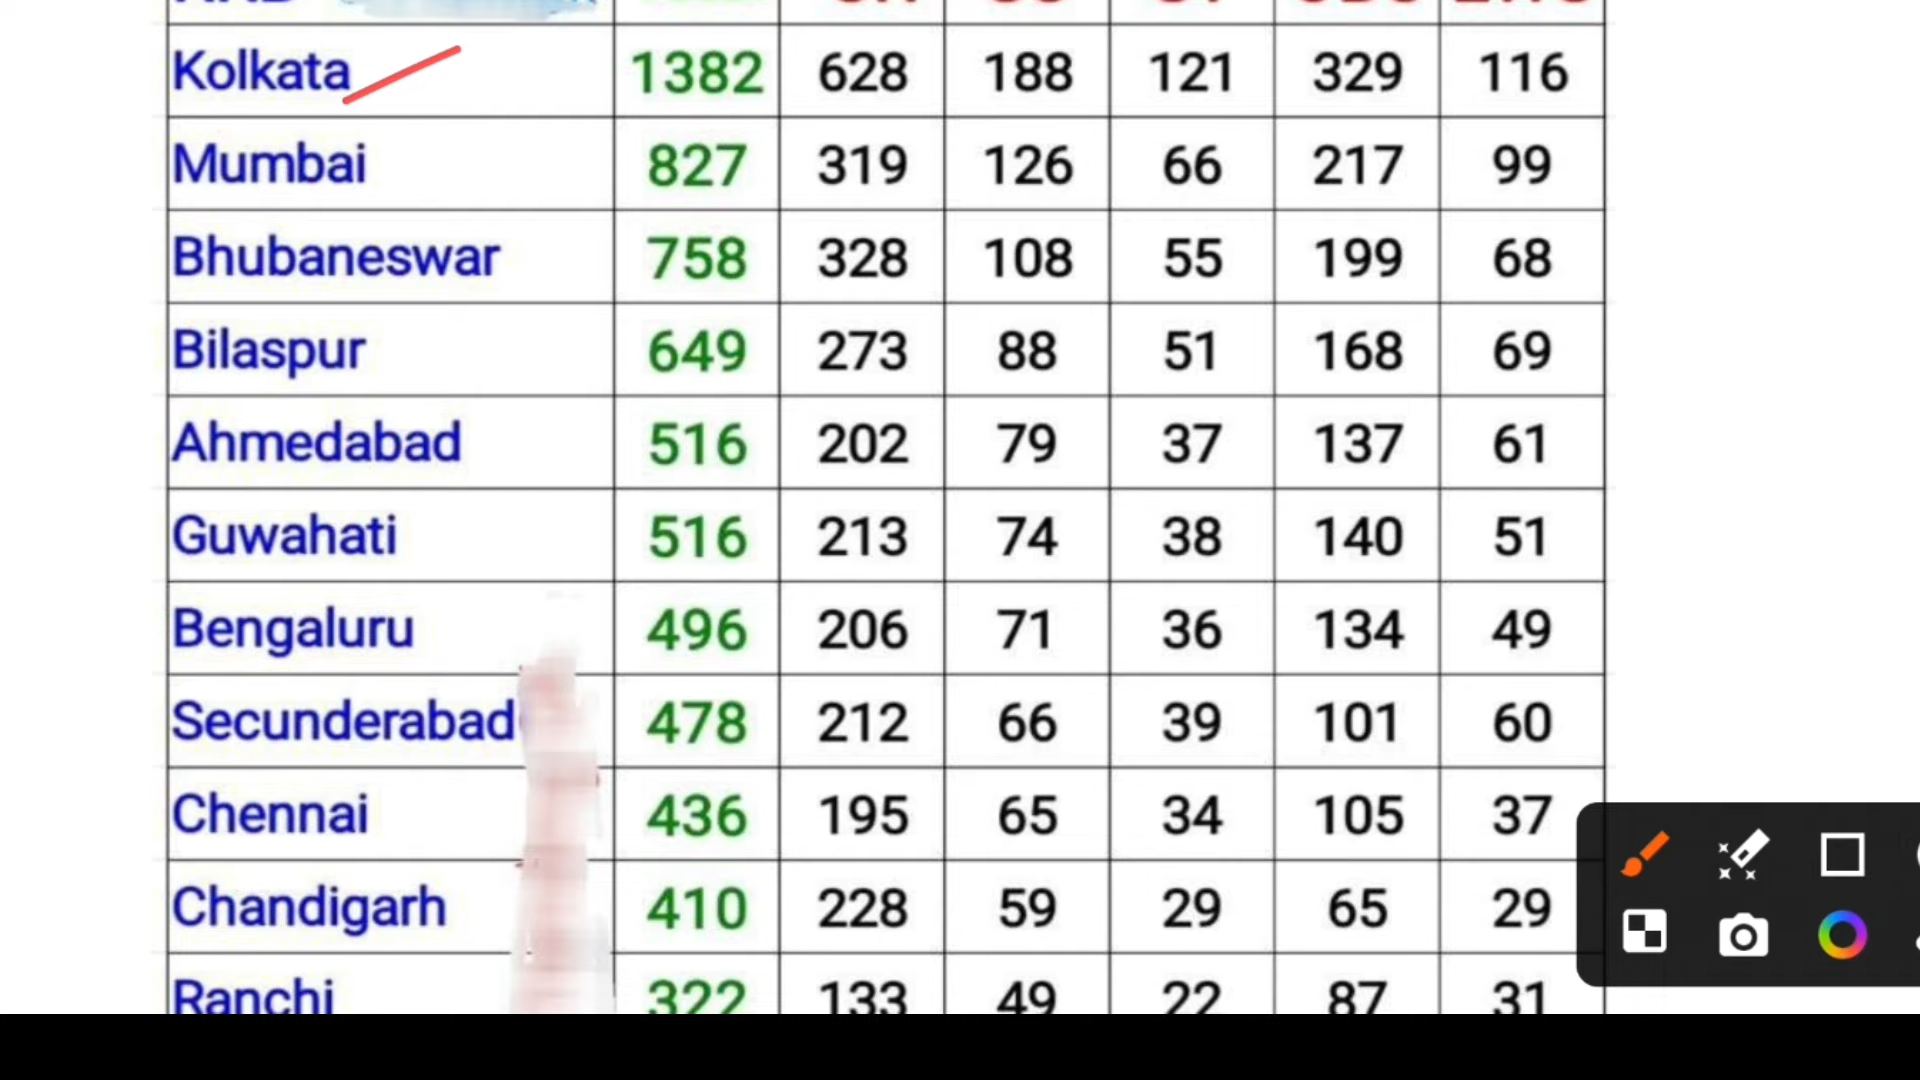 Kolkata 1382 628 188 121 329 116
Mumbai 827 319 126 66 217 99
Bhubaneswar 758 328 108 55 199 68
Bilaspur 649 273 88 51 168 69
Ahmedabad 516 202 79 37 137 61
Guwahati 516 213 74 38 140 51
Bengaluru 496 206 71 36 134 49
Secunderabad 478 212 66 39 101 60
Chennai 436 195 65 34 105 37
Chandigarh 410 228 59 29 65 29
Ranchi 322 133 49 22 87 31